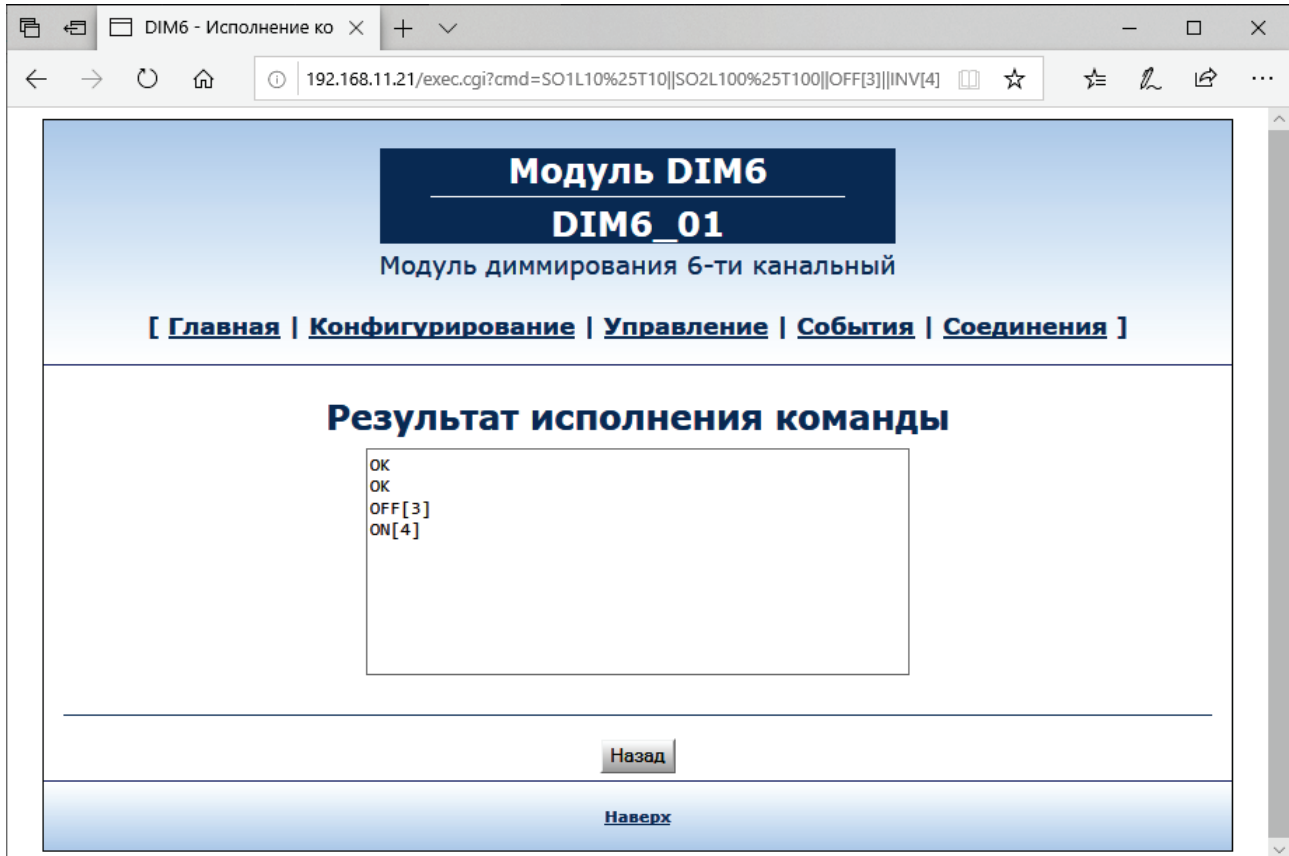 DIM6 - Исполнение ко
192.168.11.21/exec.cgi?cmd=SO1L10%25T10||SO2L100%25T100||OFF[3]||INV[4]
Модуль DIM6
DIM6_01
Модуль диммирования 6-ти канальный
[ Главная | Конфигурирование | Управление | События | Соединения ]
Результат исполнения команды
OK
OK
OFF[3]
ON[4]
Назад
Наверх